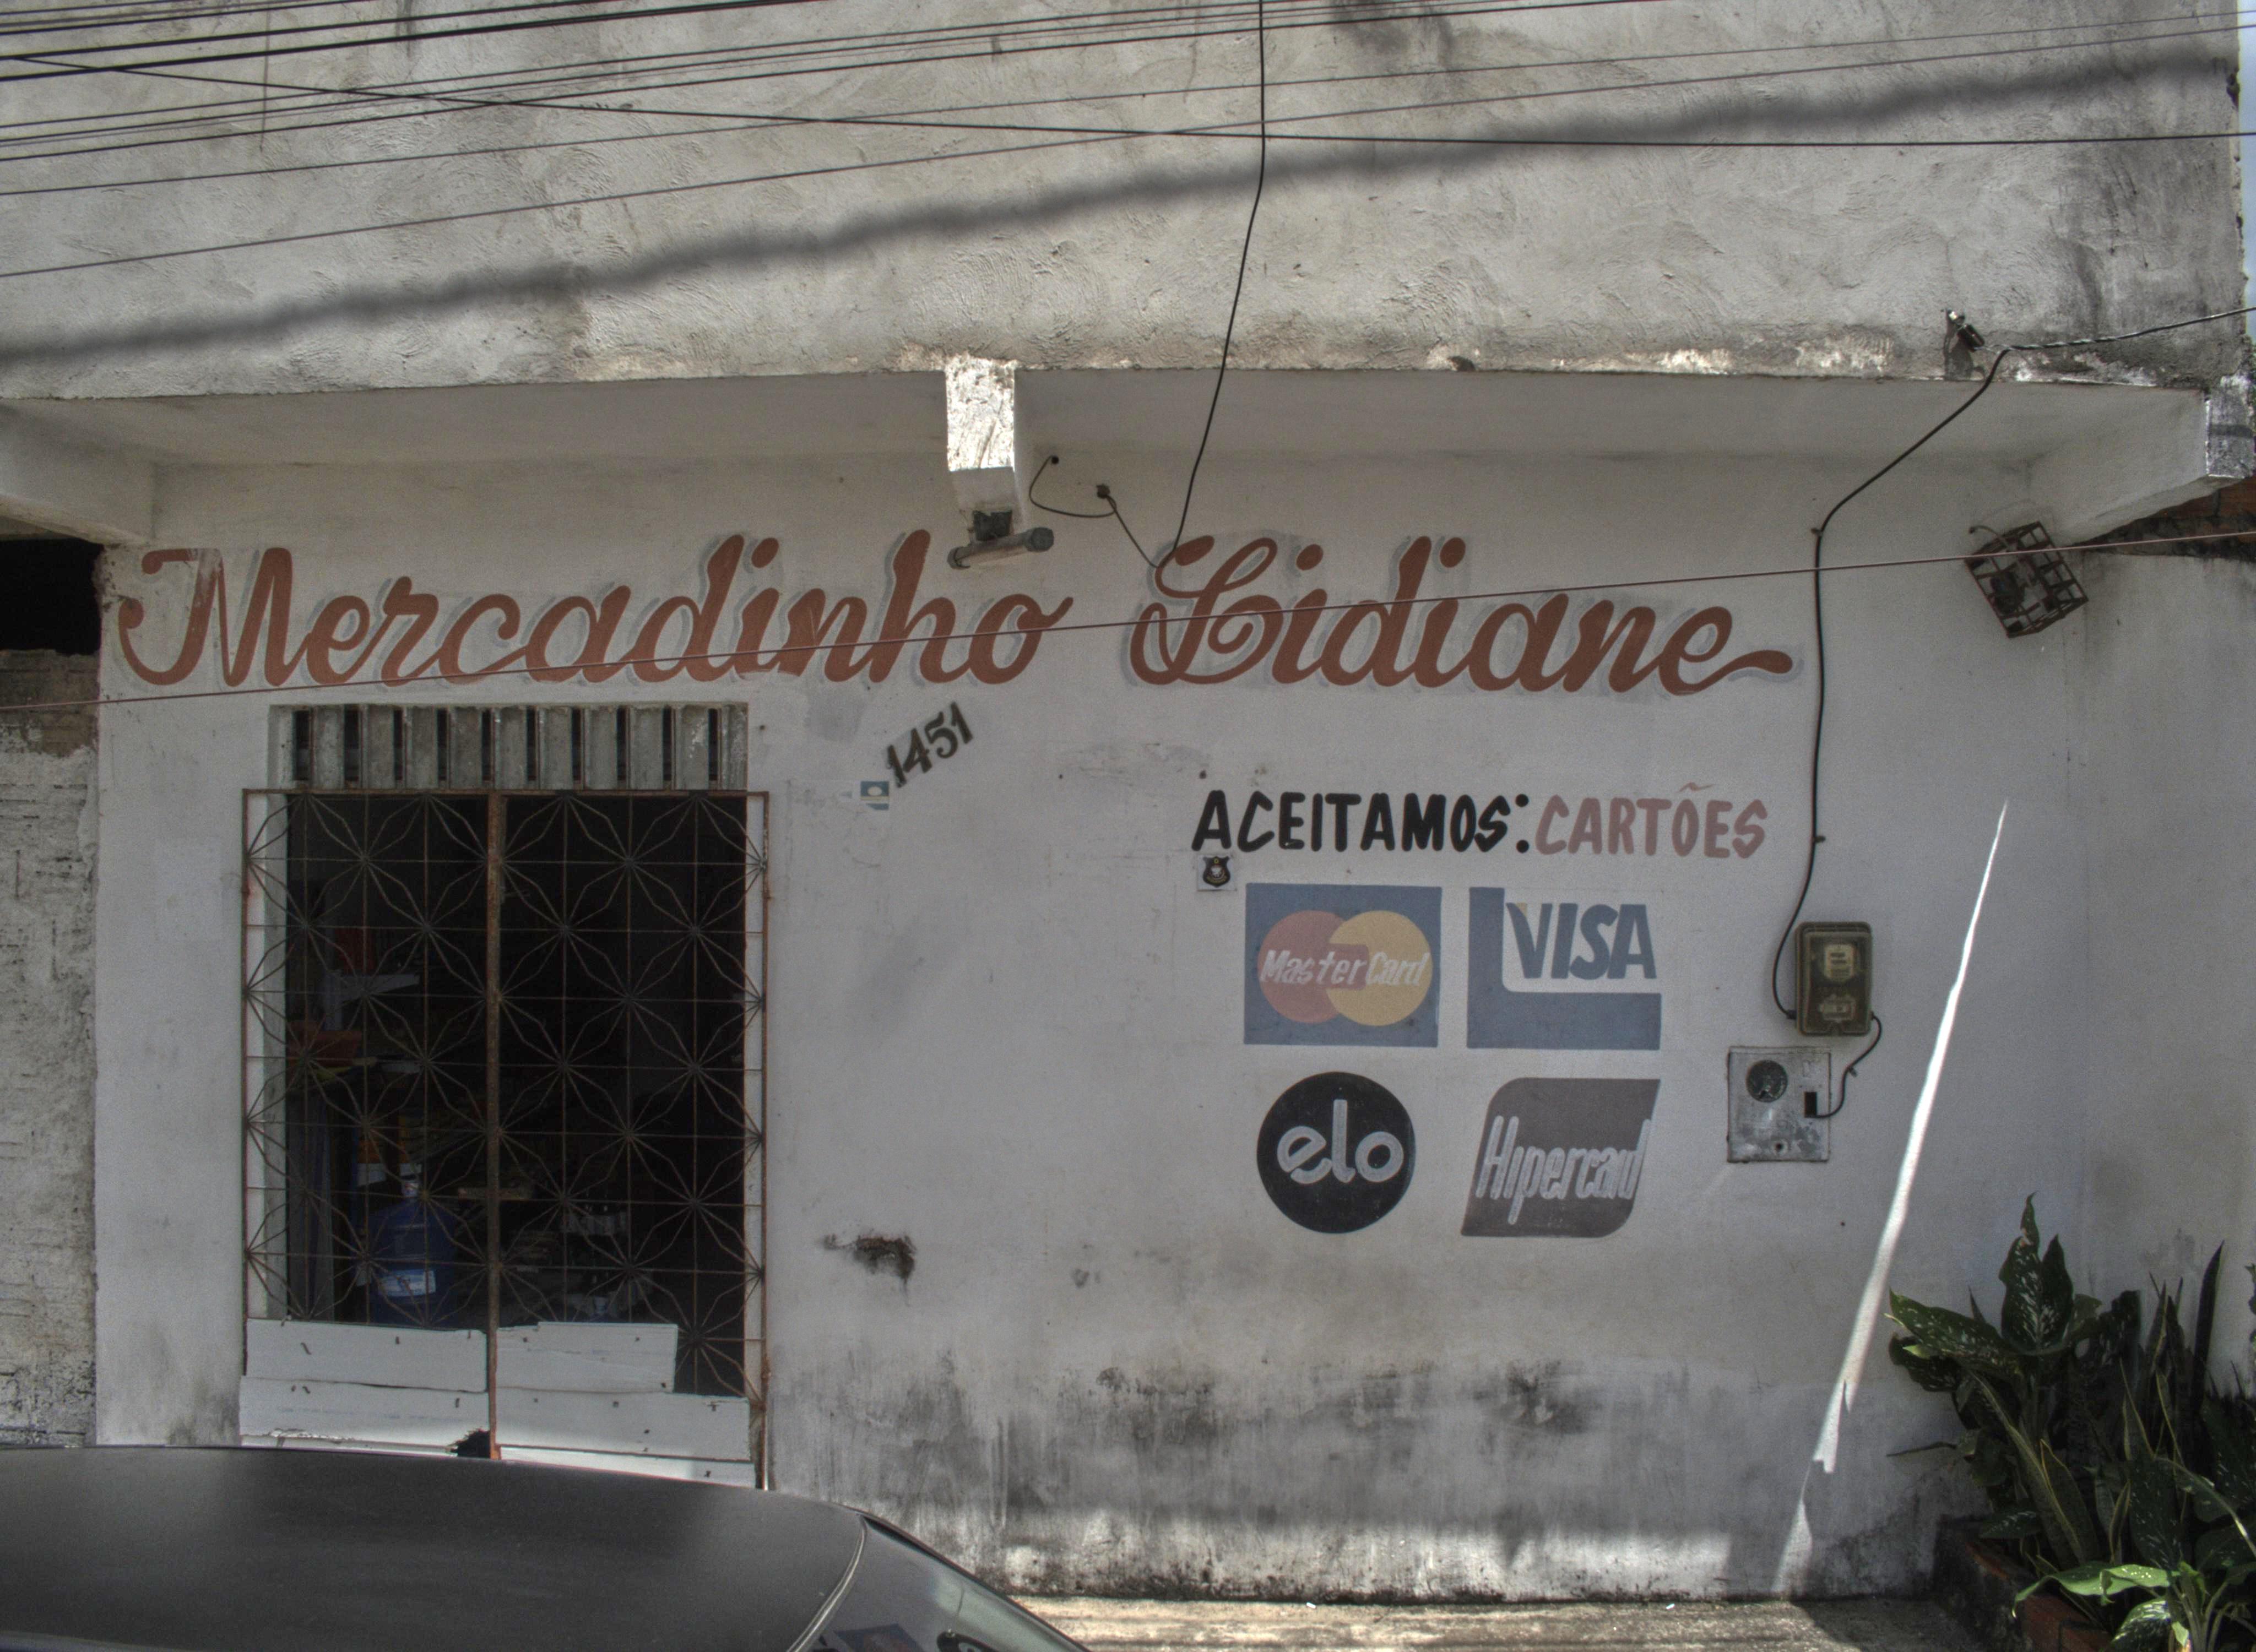 Mercadinho Lidiane
1451
ACEITAMOS: CARTÕES
MasterCard
VISA
elo
Hipercard